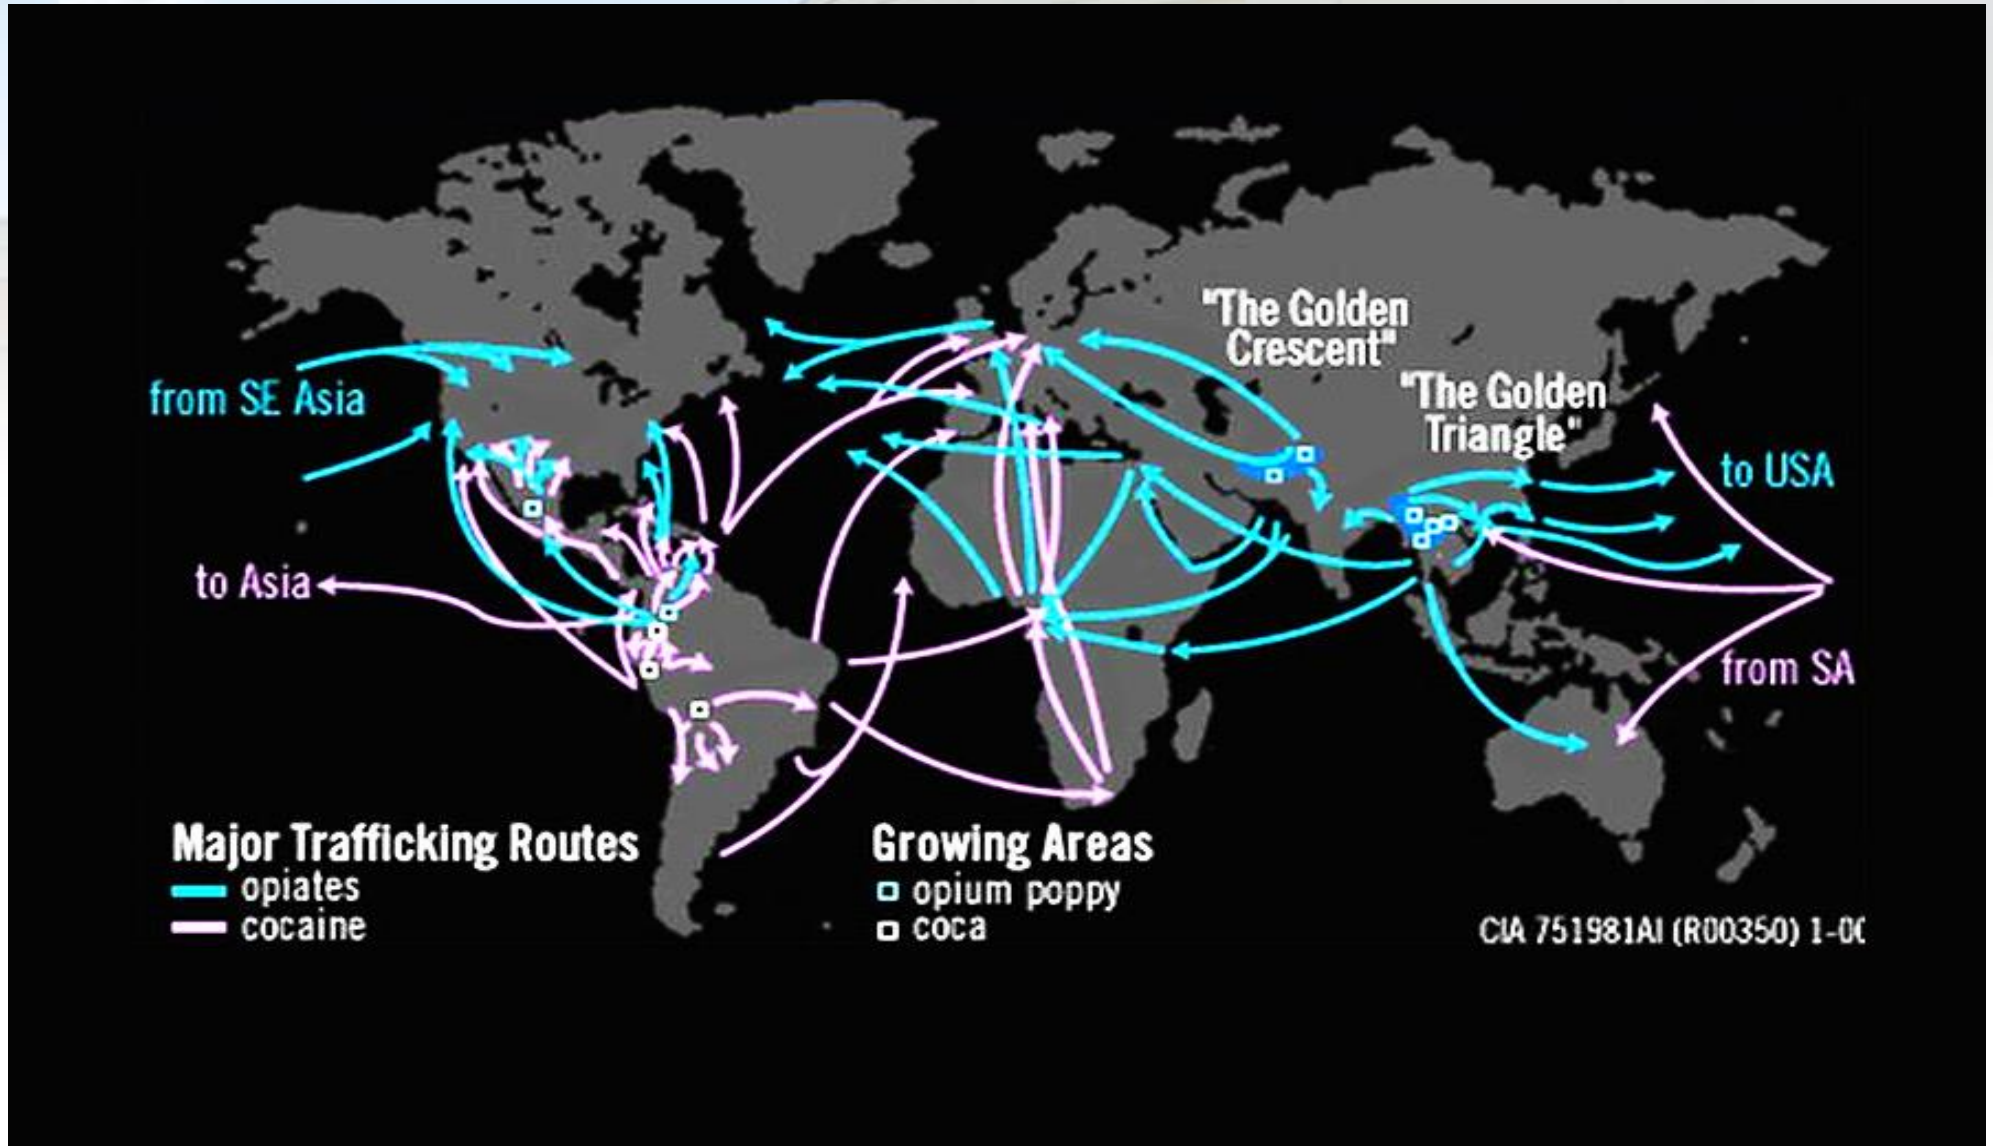 "The Golden
Crescent"
"The Golden
Triangle"
from SE Asia
to USA
to Asia
from SA
Major Trafficking Routes
opiates
cocaine
Growing Areas
opium poppy
coca
CIA 751981AI (R00350) 1-0